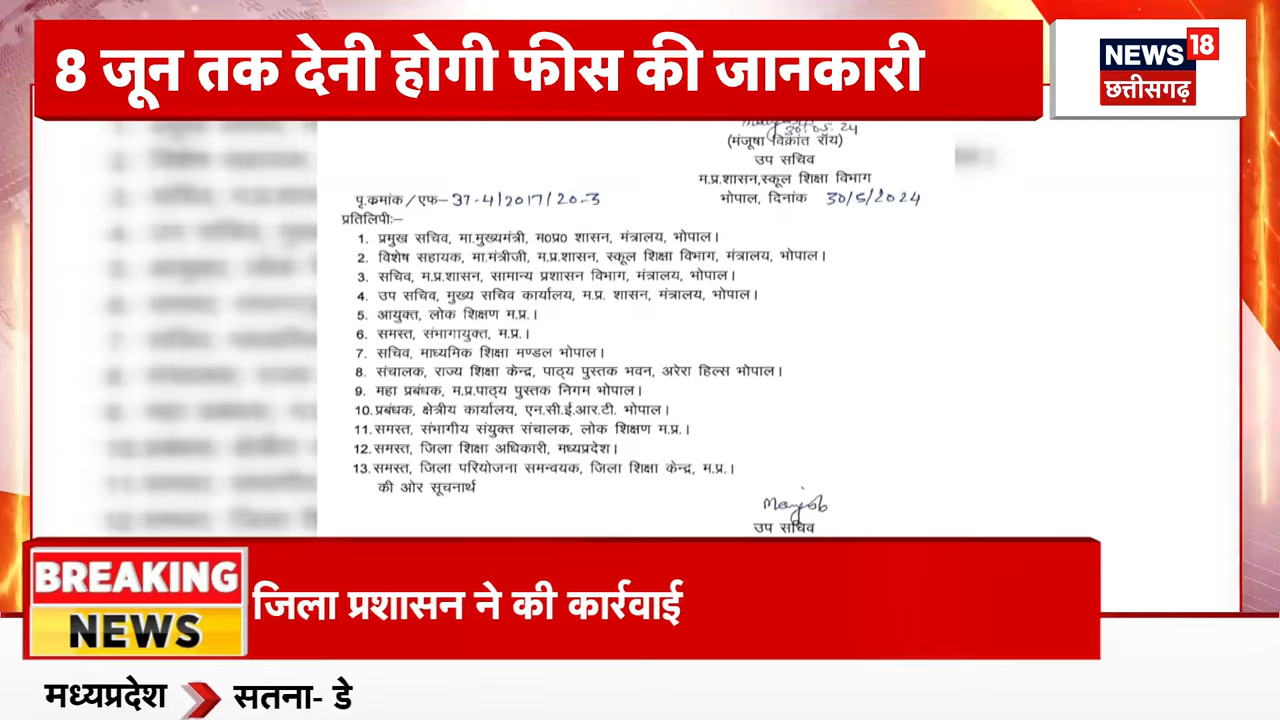 8 जून तक देनी होगी फीस की जानकारी
NEWS 18
छत्तीसगढ़
30.05.24
(मंजूषा विक्रांत रॉय)
उप सचिव
म.प्र.शासन,स्कूल शिक्षा विभाग
पृ.क्रमांक/एफ–37-4/2017/20-3 भोपाल, दिनांक 30/5/2024
प्रतिलिपीः–
1. प्रमुख सचिव, मा.मुख्यमंत्री, म0प्र0 शासन, मंत्रालय, भोपाल।
2. विशेष सहायक, मा.मंत्रीजी, म.प्र.शासन, स्कूल शिक्षा विभाग, मंत्रालय, भोपाल।
3. सचिव, म.प्र.शासन, सामान्य प्रशासन विभाग, मंत्रालय, भोपाल।
4. उप सचिव, मुख्य सचिव कार्यालय, म.प्र. शासन, मंत्रालय, भोपाल।
5. आयुक्त, लोक शिक्षण म.प्र.।
6. समस्त, संभागायुक्त, म.प्र.।
7. सचिव, माध्यमिक शिक्षा मण्डल भोपाल।
8. संचालक, राज्य शिक्षा केन्द्र, पाठ्य पुस्तक भवन, अरेरा हिल्स भोपाल।
9. महा प्रबंधक, म.प्र.पाठ्य पुस्तक निगम भोपाल।
10. प्रबंधक, क्षेत्रीय कार्यालय, एन.सी.ई.आर.टी. भोपाल।
11. समस्त, संभागीय संयुक्त संचालक, लोक शिक्षण म.प्र.।
12. समस्त, जिला शिक्षा अधिकारी, मध्यप्रदेश।
13. समस्त, जिला परियोजना समन्वयक, जिला शिक्षा केन्द्र, म.प्र.।
की ओर सूचनार्थ
उप सचिव
BREAKING
NEWS
जिला प्रशासन ने की कार्रवाई
मध्यप्रदेश सतना- डे